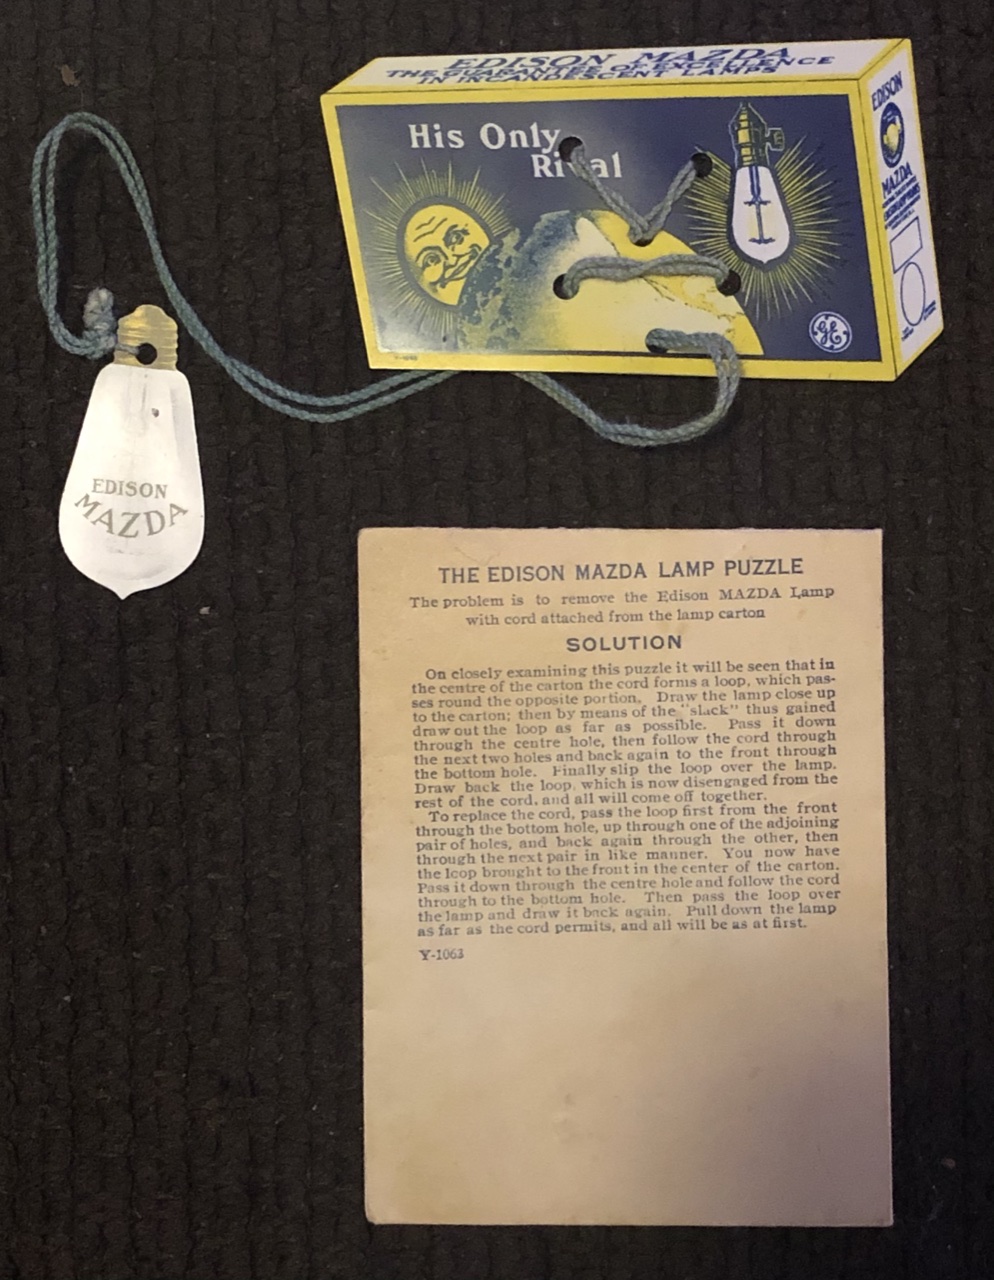 EDISON MAZDA
THE GUARANTEE OF EXCELLENCE
IN INCANDESCENT LAMPS
His Only
Rival
EDISON
MAZDA
GE
Y-1063
EDISON
MAZDA
THE EDISON MAZDA LAMP PUZZLE
The problem is to remove the Edison MAZDA Lamp
with cord attached from the lamp carton
SOLUTION
On closely examining this puzzle it will be seen that in
the centre of the carton the cord forms a loop, which pas-
ses round the opposite portion. Draw the lamp close up
to the carton; then by means of the "slack" thus gained
draw out the loop as far as possible. Pass it down
through the centre hole, then follow the cord through
the next two holes and back again to the front through
the bottom hole. Finally slip the loop over the lamp.
Draw back the loop, which is now disengaged from the
rest of the cord, and all will come off together.
To replace the cord, pass the loop first from the front
through the bottom hole, up through one of the adjoining
pair of holes, and back again through the other, then
through the next pair in like manner. You now have
the loop brought to the front in the center of the carton.
Pass it down through the centre hole and follow the cord
through to the bottom hole. Then pass the loop over
the lamp and draw it back again. Pull down the lamp
as far as the cord permits, and all will be as at first.
Y-1063